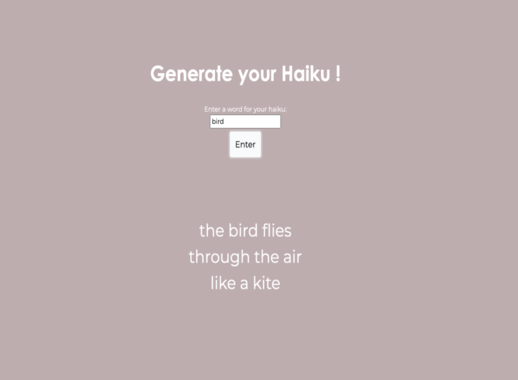 Generate your Haiku !
Enter a word for your haiku:
bird
Enter
the bird flies
through the air
like a kite